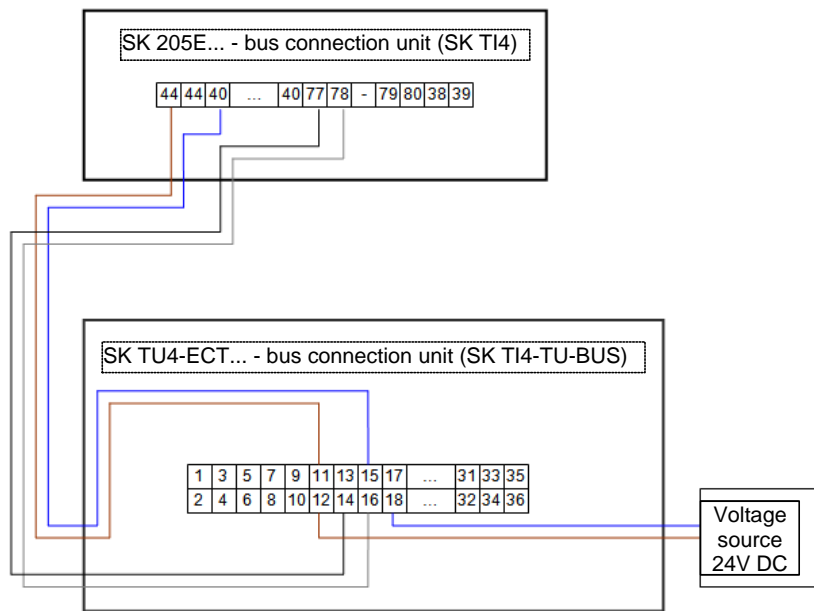 SK 205E... - bus connection unit (SK TI4)
44 44 40 ... 40 77 78 - 79 80 38 39
SK TU4-ECT... - bus connection unit (SK TI4-TU-BUS)
1 3 5 7 9 11 13 15 17 ... 31 33 35
2 4 6 8 10 12 14 16 18 ... 32 34 36
Voltage
source
24V DC